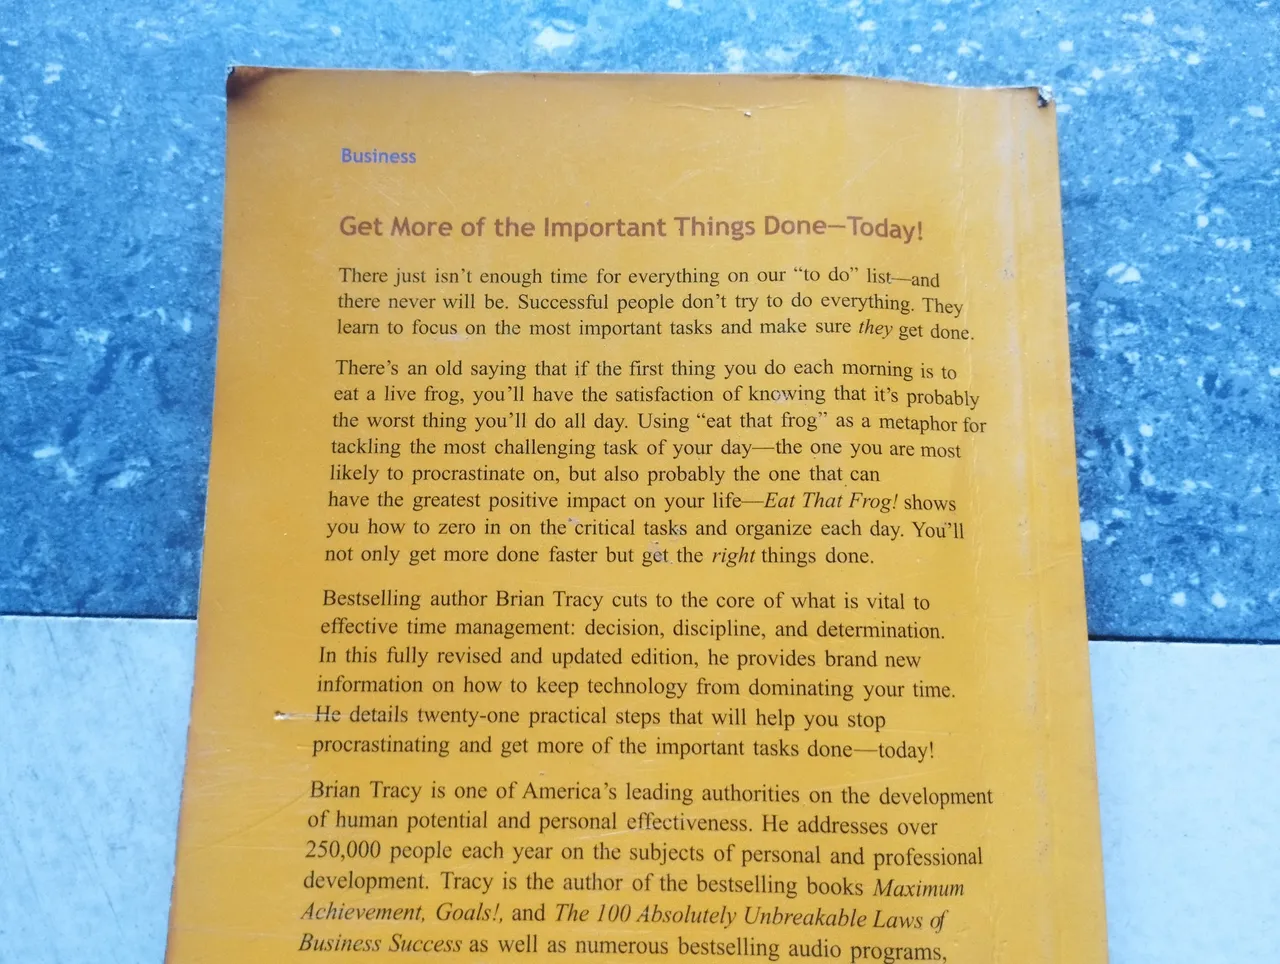 Business
Get More of the Important Things Done—Today!
There just isn't enough time for everything on our “to do” list—and
there never will be. Successful people don't try to do everything. They
learn to focus on the most important tasks and make sure they get done.
There's an old saying that if the first thing you do each morning is to
eat a live frog, you'll have the satisfaction of knowing that it's probably
the worst thing you'll do all day. Using “eat that frog” as a metaphor for
tackling the most challenging task of your day—the one you are most
likely to procrastinate on, but also probably the one that can
have the greatest positive impact on your life—Eat That Frog! shows
you how to zero in on the critical tasks and organize each day. You'll
not only get more done faster but get the right things done.
Bestselling author Brian Tracy cuts to the core of what is vital to
effective time management: decision, discipline, and determination.
In this fully revised and updated edition, he provides brand new
information on how to keep technology from dominating your time.
He details twenty-one practical steps that will help you stop
procrastinating and get more of the important tasks done—today!
Brian Tracy is one of America's leading authorities on the development
of human potential and personal effectiveness. He addresses over
250,000 people each year on the subjects of personal and professional
development. Tracy is the author of the bestselling books Maximum
Achievement, Goals!, and The 100 Absolutely Unbreakable Laws of
Business Success as well as numerous bestselling audio programs,